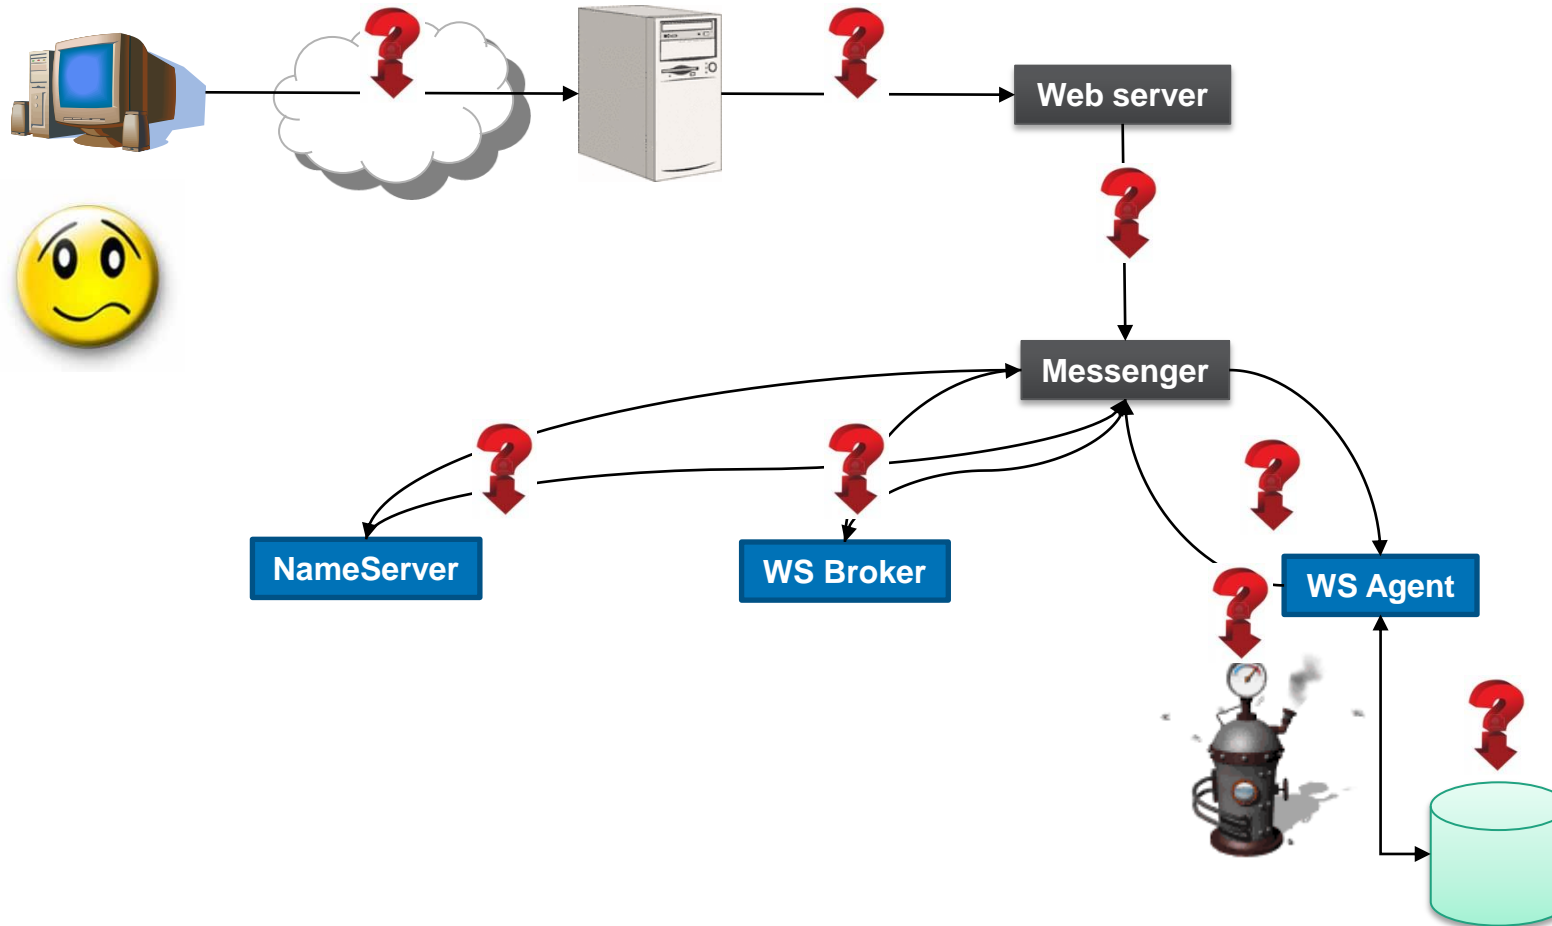 Web server
Messenger
NameServer
WS Broker
WS Agent